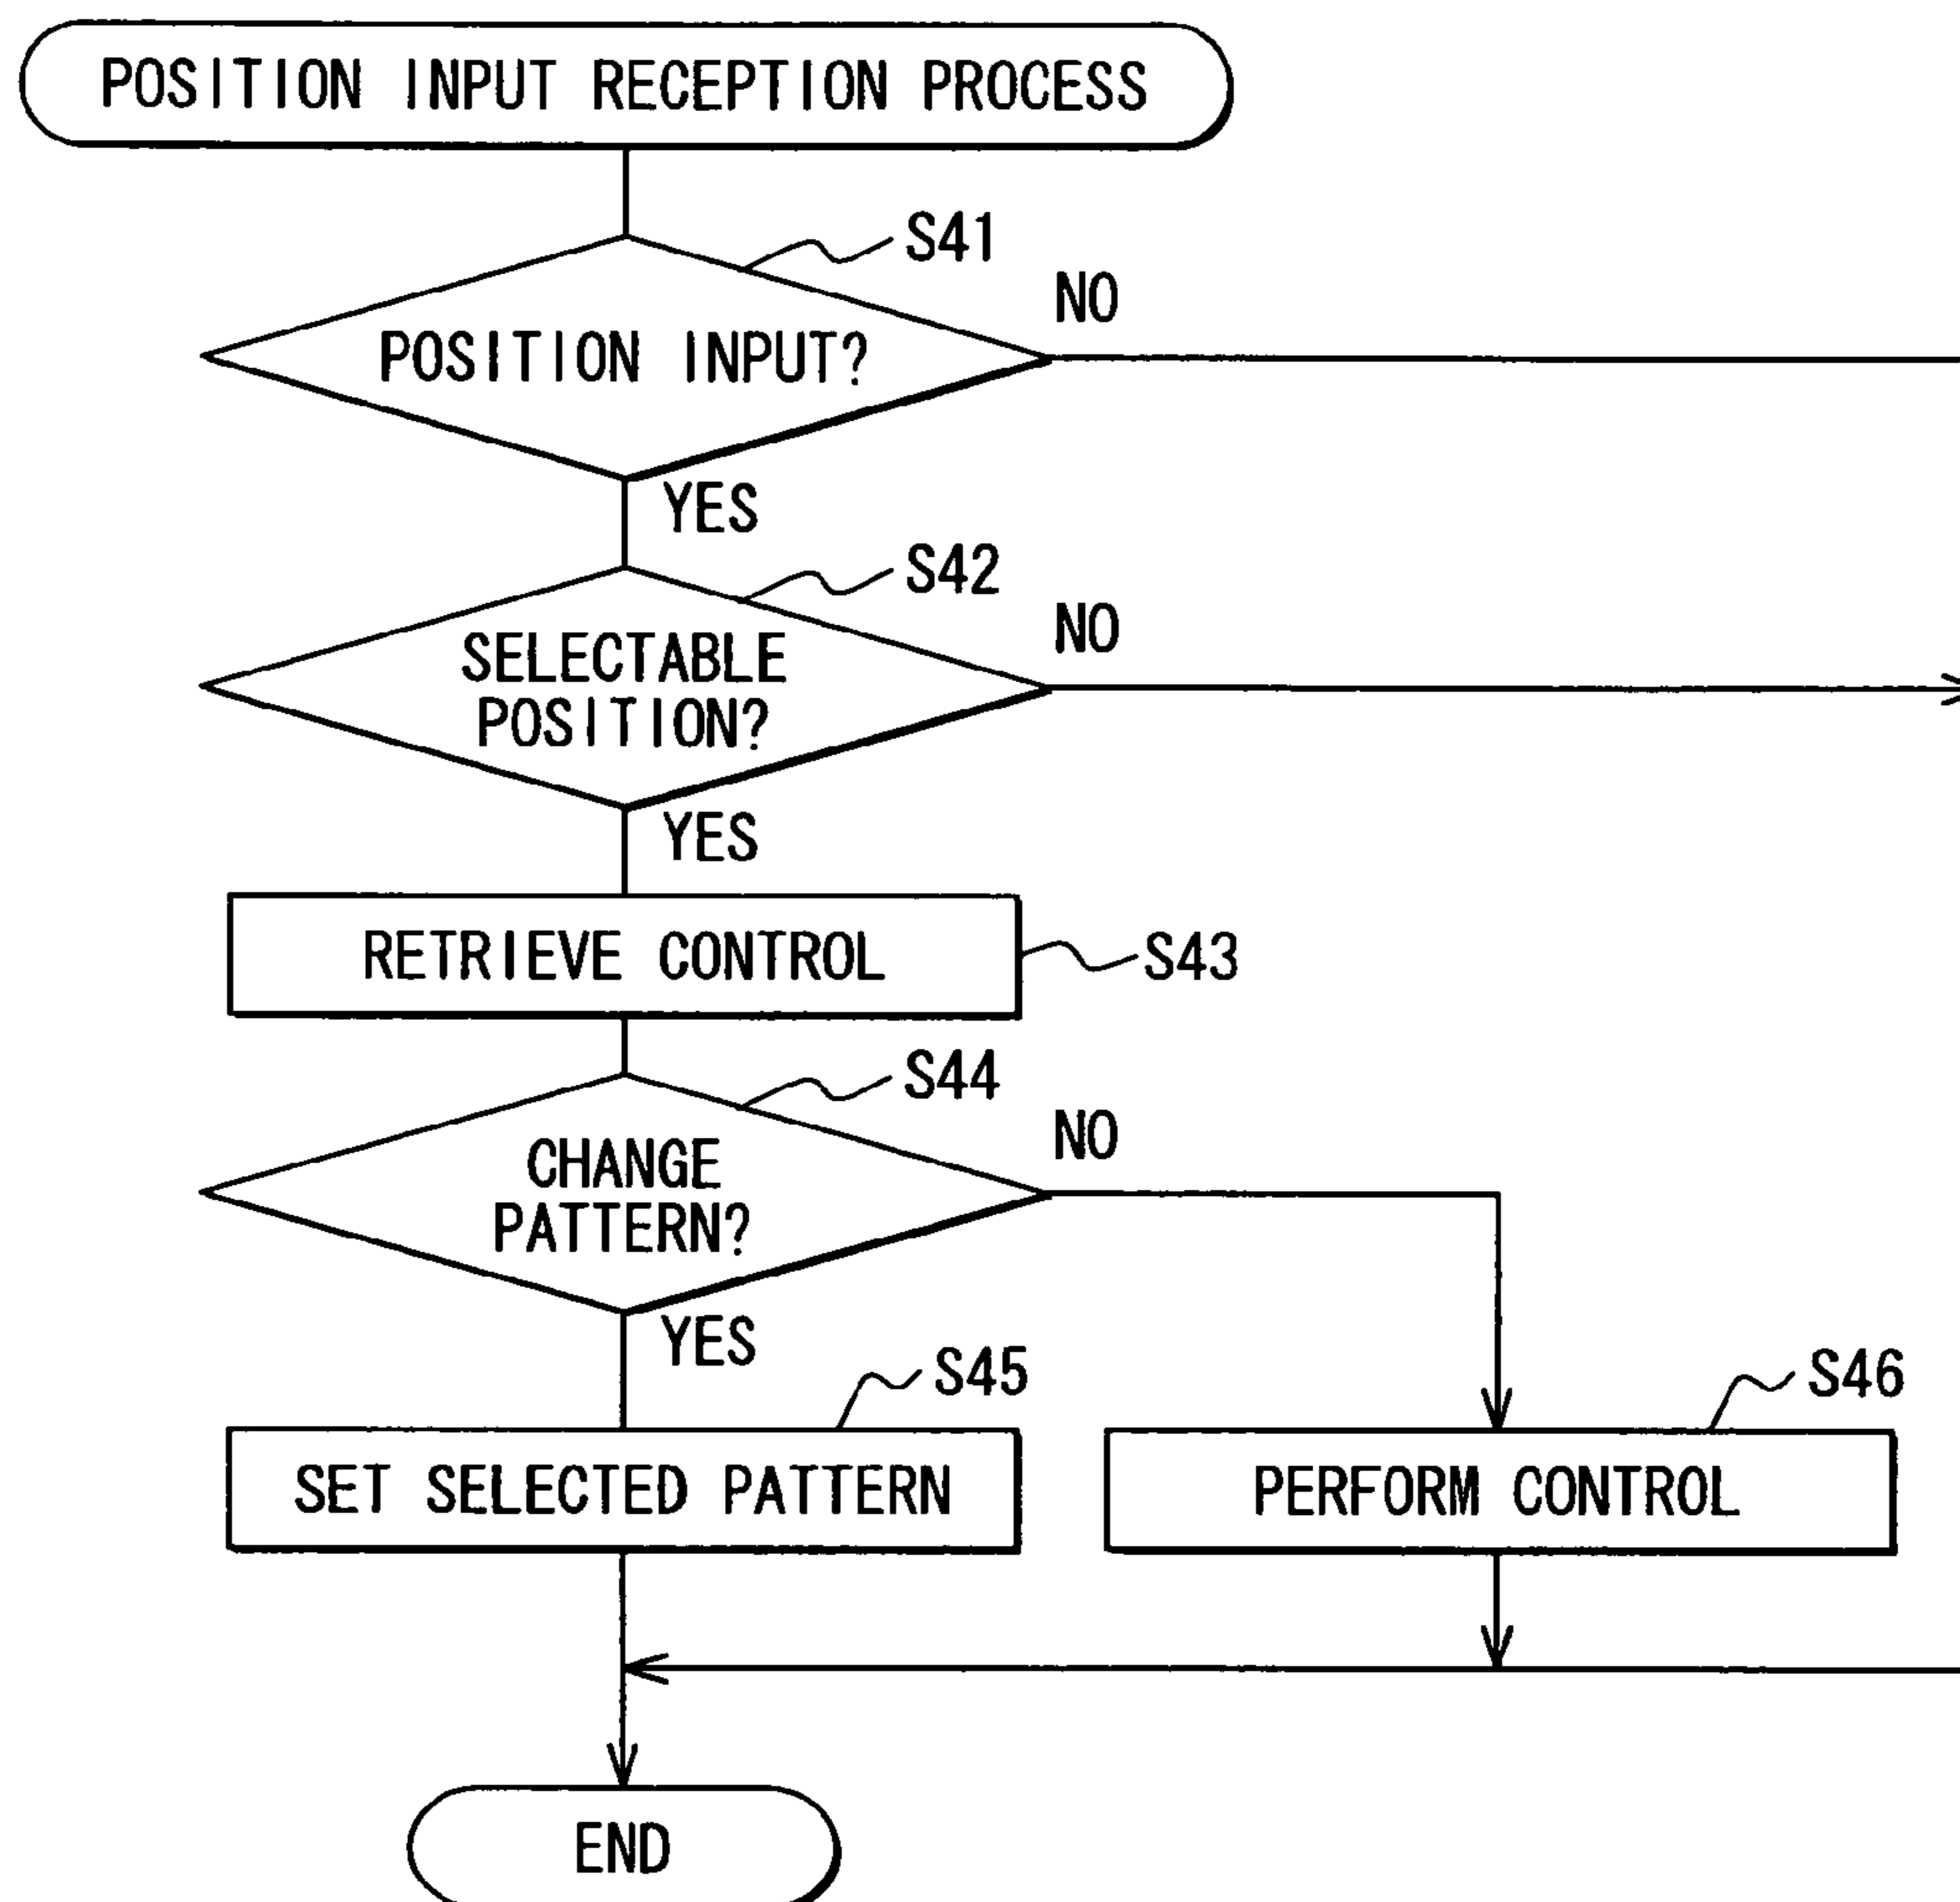 POSITION INPUT RECEPTION PROCESS
S41
NO
POSITION INPUT?
YES
S42
NO
SELECTABLE
POSITION?
YES
RETRIEVE CONTROL
S43
S44
NO
CHANGE
PATTERN?
YES
S45
S46
SET SELECTED PATTERN
PERFORM CONTROL
END